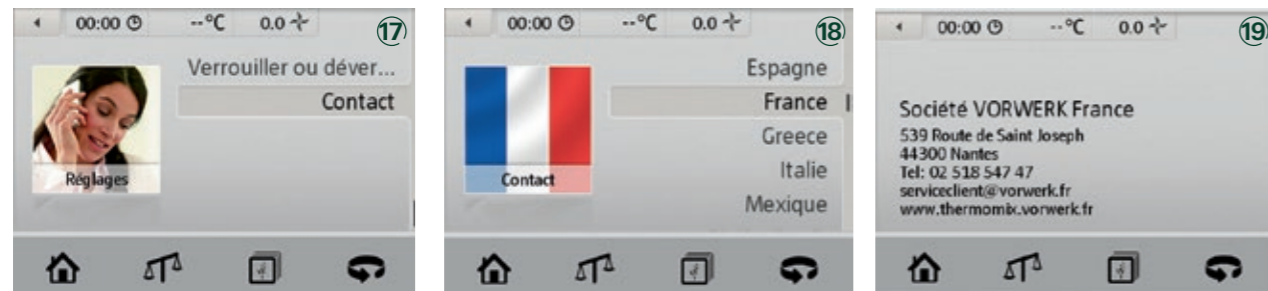 00:00 --°C 0.0 17
Verrouiller ou déver...
Contact
Réglages
00:00 --°C 0.0 18
Espagne
France
Greece
Italie
Mexique
Contact
00:00 --°C 0.0 19
Société VORWERK France
539 Route de Saint Joseph
44300 Nantes
Tel: 02 518 547 47
serviceclient@vorwerk.fr
www.thermomix.vorwerk.fr